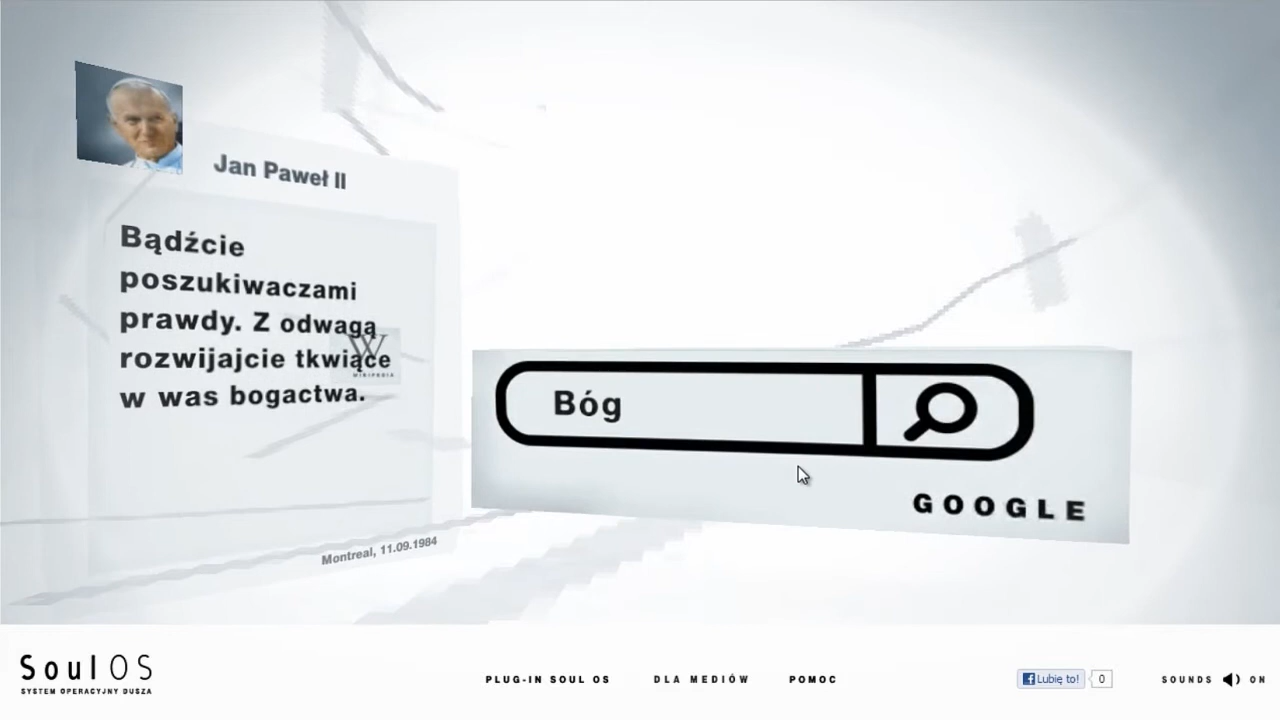 Jan Paweł II
Bądźcie
poszukiwaczami
prawdy. Z odwagą
rozwijajcie tkwiące
w was bogactwa.
W
WIKIPEDIA
Montreal, 11.09.1984
Bóg
GOOGLE
Soul OS
SYSTEM OPERACYJNY DUSZA
PLUG-IN SOUL OS
DLA MEDIÓW
POMOC
Lubię to!
0
SOUNDS ON